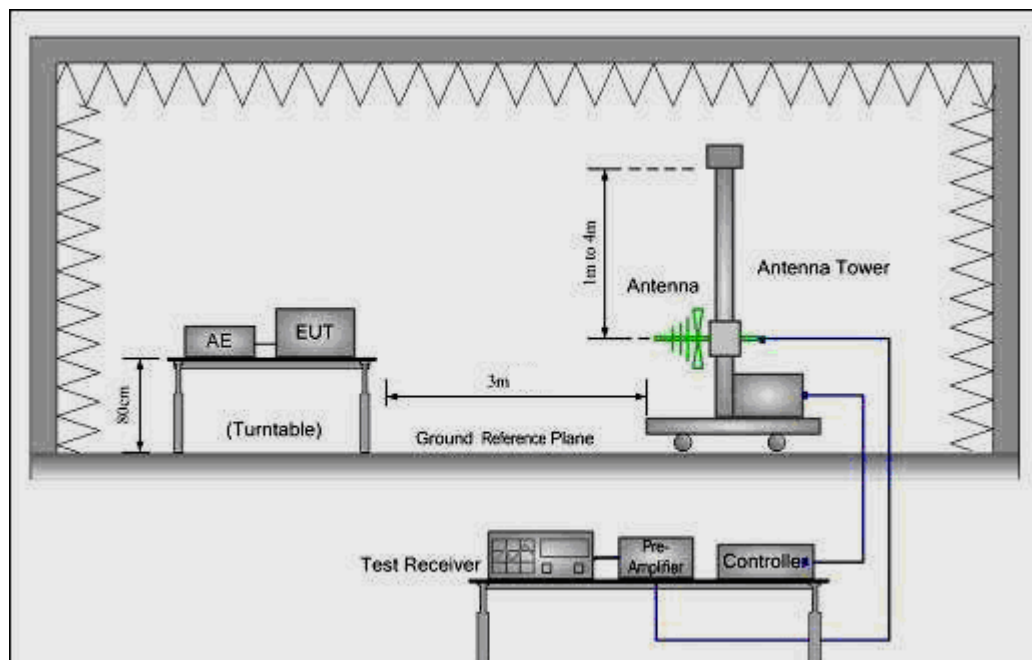 1m to 4m
Antenna
Antenna Tower
AE
EUT
80cm
3m
(Turntable)
Ground Reference Plane
Test Receiver
Pre-
Amplifier
Controller